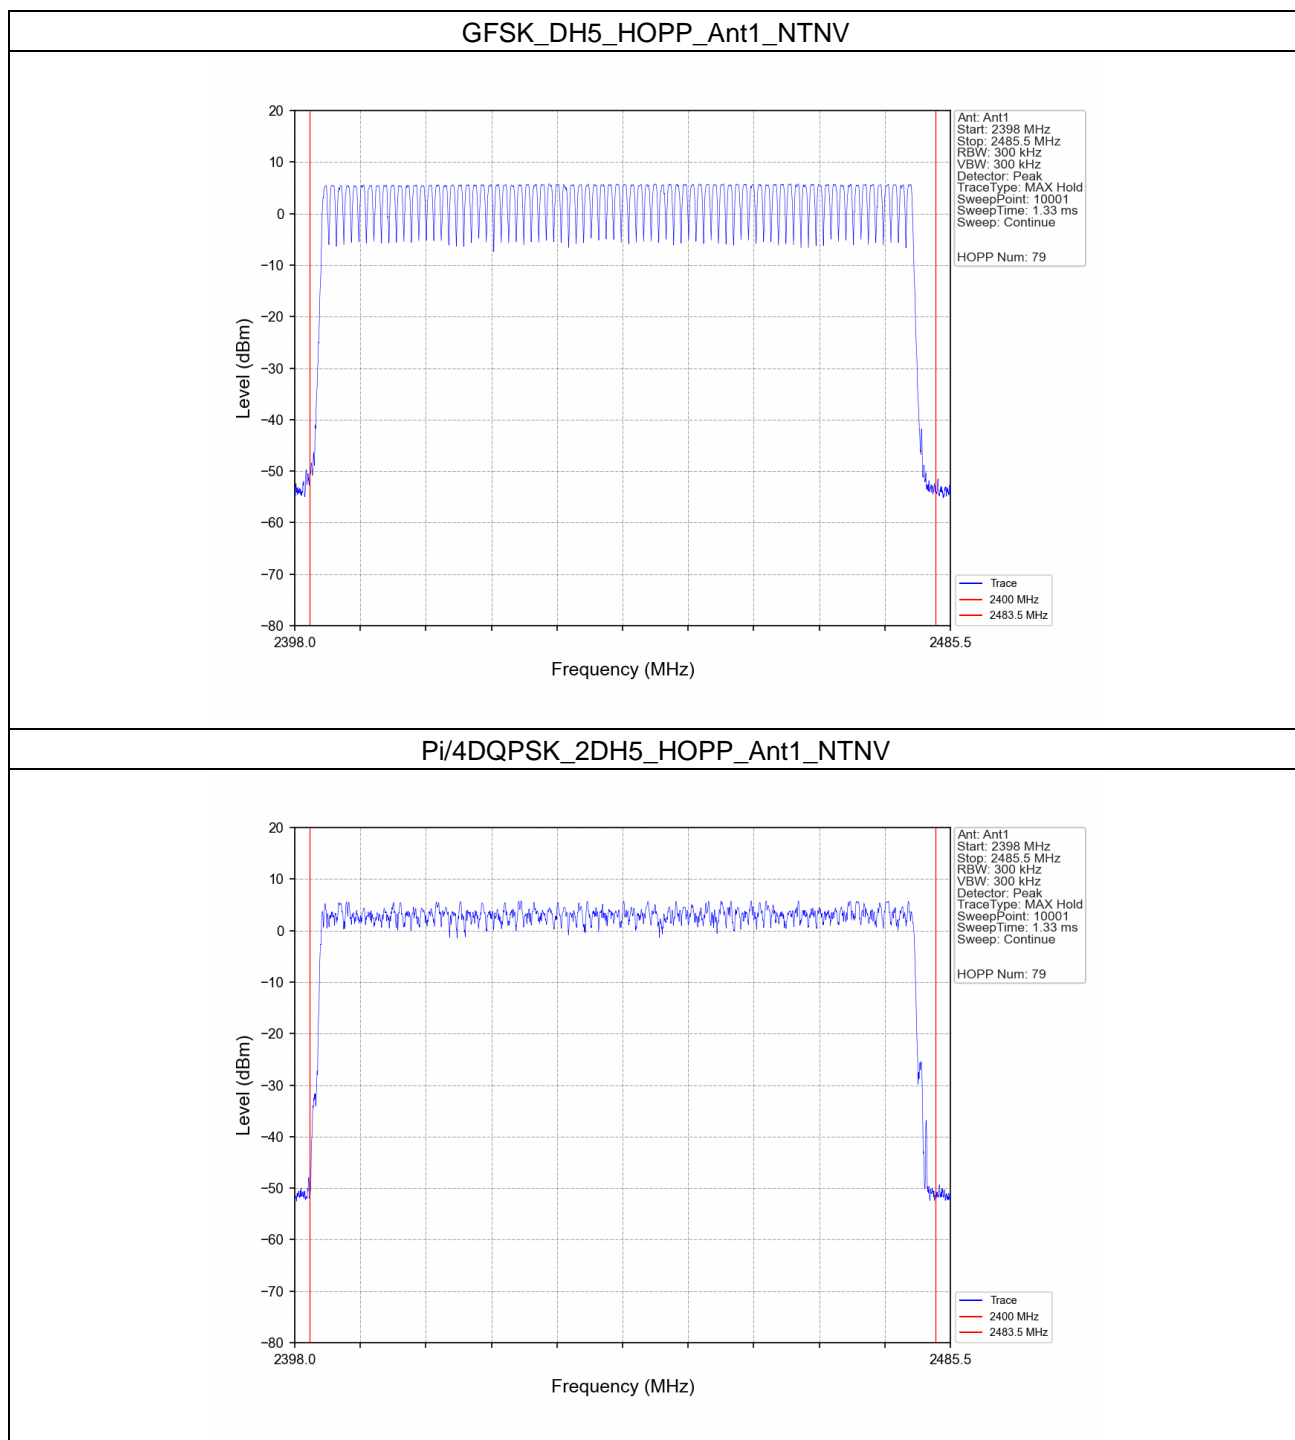 GFSK_DH5_HOPP_Ant1_NTNV
20
10
0
−10
−20
−30
−40
−50
−60
−70
−80
Level (dBm)
2398.0
2485.5
Frequency (MHz)
Ant: Ant1
Start: 2398 MHz
Stop: 2485.5 MHz
RBW: 300 kHz
VBW: 300 kHz
Detector: Peak
TraceType: MAX Hold
SweepPoint: 10001
SweepTime: 1.33 ms
Sweep: Continue
HOPP Num: 79
Trace
2400 MHz
2483.5 MHz
Pi/4DQPSK_2DH5_HOPP_Ant1_NTNV
20
10
0
−10
−20
−30
−40
−50
−60
−70
−80
Level (dBm)
2398.0
2485.5
Frequency (MHz)
Ant: Ant1
Start: 2398 MHz
Stop: 2485.5 MHz
RBW: 300 kHz
VBW: 300 kHz
Detector: Peak
TraceType: MAX Hold
SweepPoint: 10001
SweepTime: 1.33 ms
Sweep: Continue
HOPP Num: 79
Trace
2400 MHz
2483.5 MHz